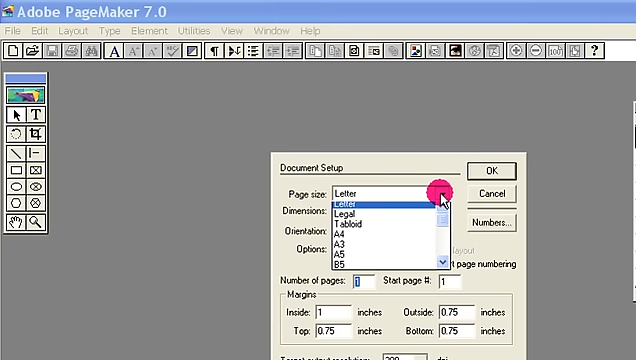 Adobe PageMaker 7.0
File Edit Layout Type Element Utilities View Window Help
Document Setup
OK
Page size: Letter
Cancel
Letter
Dimensions:
Legal
Tabloid
Numbers...
Orientation:
A4
A3
Options:
layout
A5
B5
rt page numbering
Number of pages: 1 Start page #: 1
Margins
Inside: 1 inches Outside: 0.75 inches
Top: 0.75 inches Bottom: 0.75 inches